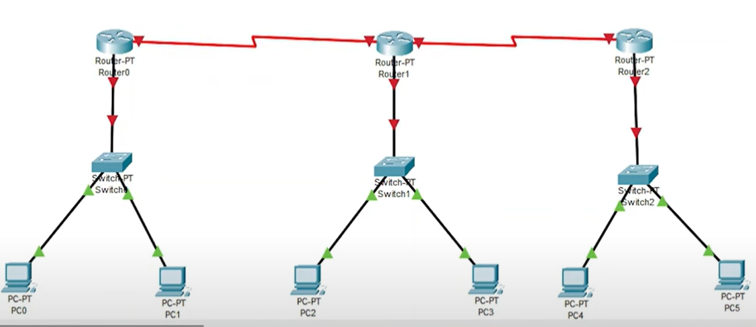 Router-PT
Router0
Router-PT
Router1
Router-PT
Router2
Switch-PT
Switch0
Switch-PT
Switch1
Switch-PT
Switch2
PC-PT
PC0
PC-PT
PC1
PC-PT
PC2
PC-PT
PC3
PC-PT
PC4
PC-PT
PC5